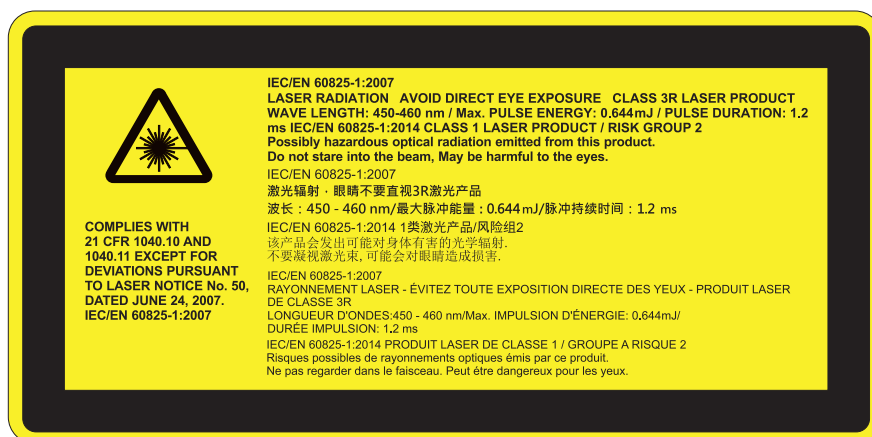 COMPLIES WITH
21 CFR 1040.10 AND
1040.11 EXCEPT FOR
DEVIATIONS PURSUANT
TO LASER NOTICE No. 50,
DATED JUNE 24, 2007.
IEC/EN 60825-1:2007
IEC/EN 60825-1:2007
LASER RADIATION AVOID DIRECT EYE EXPOSURE CLASS 3R LASER PRODUCT
WAVE LENGTH: 450-460 nm / Max. PULSE ENERGY: 0.644mJ / PULSE DURATION: 1.2
ms IEC/EN 60825-1:2014 CLASS 1 LASER PRODUCT / RISK GROUP 2
Possibly hazardous optical radiation emitted from this product.
Do not stare into the beam, May be harmful to the eyes.
IEC/EN 60825-1:2007
激光辐射，眼睛不要直视3R激光产品
波长：450 - 460 nm/最大脉冲能量：0.644mJ/脉冲持续时间：1.2 ms
IEC/EN 60825-1:2014 1类激光产品/风险组2
该产品会发出可能对身体有害的光学辐射.
不要凝视激光束, 可能会对眼睛造成损害.
IEC/EN 60825-1:2007
RAYONNEMENT LASER - ÉVITEZ TOUTE EXPOSITION DIRECTE DES YEUX - PRODUIT LASER
DE CLASSE 3R
LONGUEUR D'ONDES:450 - 460 nm/Max. IMPULSION D'ÉNERGIE: 0.644mJ/
DURÉE IMPULSION: 1.2 ms
IEC/EN 60825-1:2014 PRODUIT LASER DE CLASSE 1 / GROUPE A RISQUE 2
Risques possibles de rayonnements optiques émis par ce produit.
Ne pas regarder dans le faisceau. Peut étre dangereux pour les yeux.